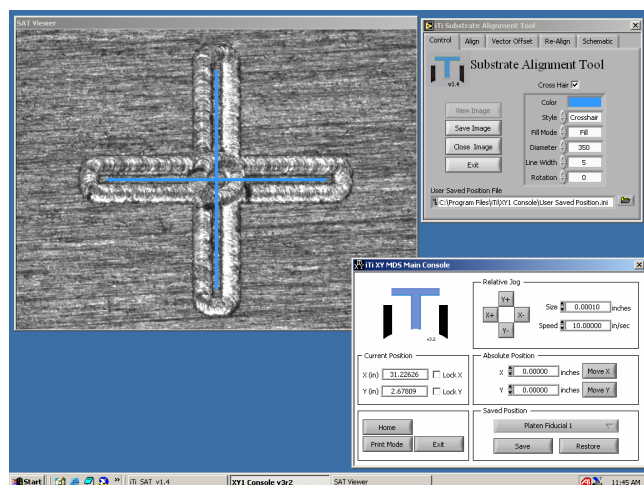 SAT Viewer
iTi Substrate Alignment Tool
Control Align Vector Offset Re-Align Schematic
v1.4
Substrate Alignment Tool
Cross Hair
View Image
Save Image
Close Image
Exit
Color
Style Crosshair
Fill Mode Fill
Diameter 350
Line Width 5
Rotation 0
User Saved Position File
C:\Program Files\iTi\XY1 Console\User Saved Position.ini
iTi XY MDS Main Console
v3.2
Relative Jog
Y+
X+ X-
Y-
Size 0.00010 inches
Speed 10.00000 in/sec
Current Position
X (in) 31.22626 Lock X
Y (in) 2.67809 Lock Y
Absolute Position
X 0.00000 inches Move X
Y 0.00000 inches Move Y
Home
Print Mode Exit
Saved Position
Platen Fiducial 1
Save Restore
Start » iTi SAT v1.4 XY1 Console v3r2 SAT Viewer 11:45 AM